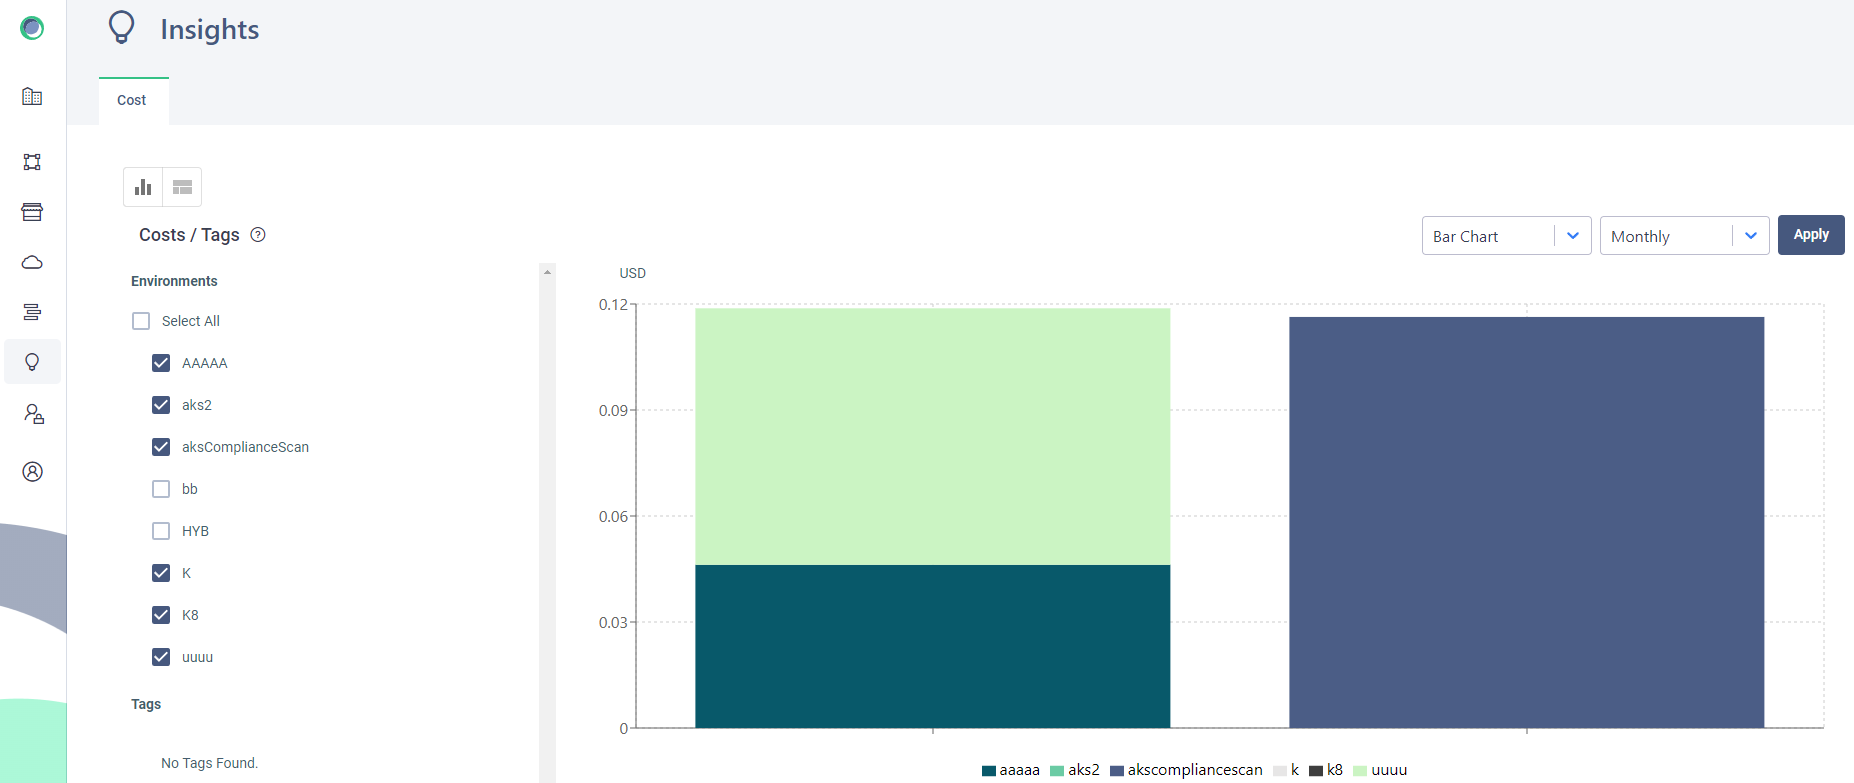 Insights
Cost
Costs / Tags ?
Bar Chart
Monthly
Apply
Environments
Select All
AAAAA
aks2
aksComplianceScan
bb
HYB
K
K8
uuuu
Tags
No Tags Found.
USD
0.12
0.09
0.06
0.03
0
aaaaa aks2 akscompliancescan k k8 uuuu